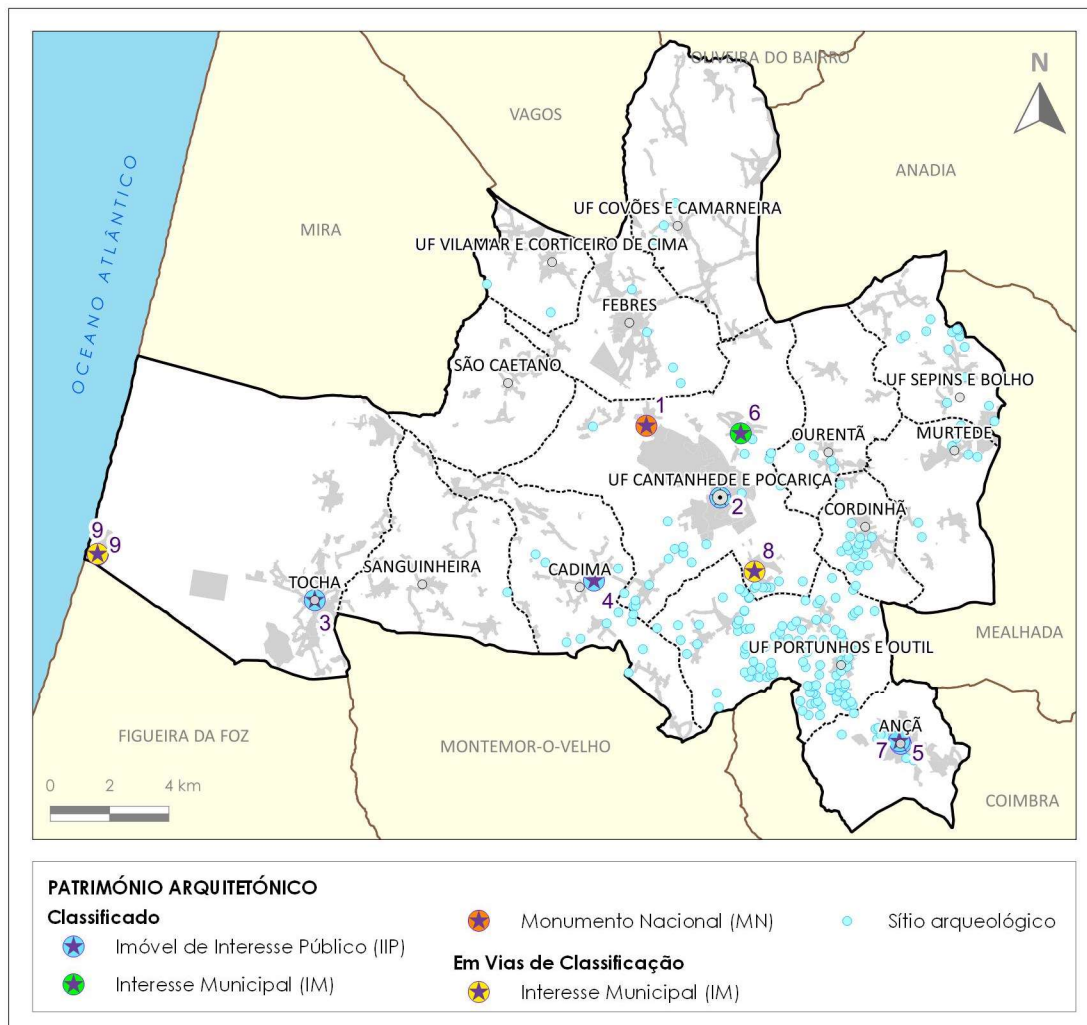 OLIVEIRA DO BAIRRO
N
VAGOS
ANADIA
OCEANO ATLÂNTICO
MIRA
UF COVÕES E CAMARNEIRA
UF VILAMAR E CORTICEIRO DE CIMA
FEBRES
SÃO CAETANO
UF SEPINS E BOLHO
1
6
OURENTÃ
MURTEDE
UF CANTANHEDE E POCARIÇA
2
CORDINHÃ
9
9
8
SANGUINHEIRA
CADIMA
TOCHA
4
3
MEALHADA
UF PORTUNHOS E OUTIL
FIGUEIRA DA FOZ
MONTEMOR-O-VELHO
ANÇÃ
7
5
0 2 4 km
COIMBRA
PATRIMÓNIO ARQUITETÓNICO
Classificado
Imóvel de Interesse Público (IIP)
Interesse Municipal (IM)
Monumento Nacional (MN)
Em Vias de Classificação
Interesse Municipal (IM)
Sítio arqueológico